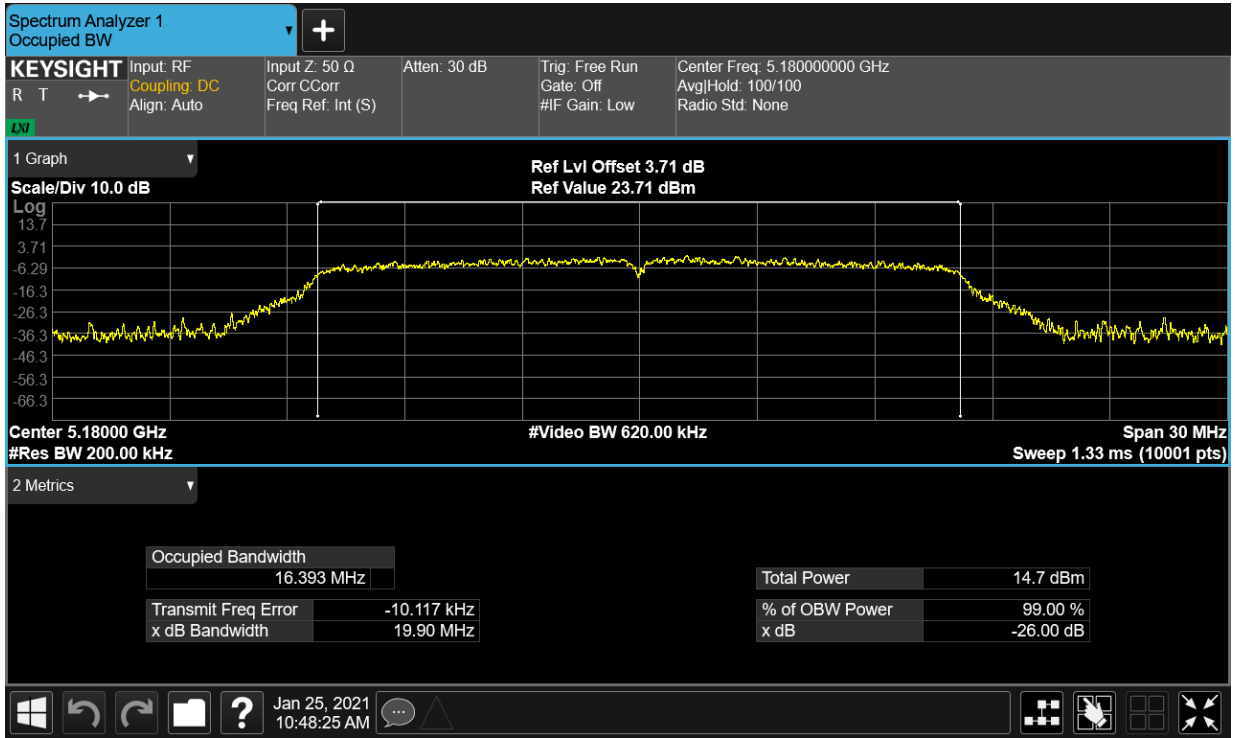 Spectrum Analyzer 1
Occupied BW
KEYSIGHT
R T
LXI
Input: RF
Coupling: DC
Align: Auto
Input Z: 50 Ω
Corr CCorr
Freq Ref: Int (S)
Atten: 30 dB
Trig: Free Run
Gate: Off
#IF Gain: Low
Center Freq: 5.180000000 GHz
Avg|Hold: 100/100
Radio Std: None
1 Graph
Scale/Div 10.0 dB
Ref Lvl Offset 3.71 dB
Ref Value 23.71 dBm
Log
13.7
3.71
-6.29
-16.3
-26.3
-36.3
-46.3
-56.3
-66.3
Center 5.18000 GHz
#Video BW 620.00 kHz
Span 30 MHz
#Res BW 200.00 kHz
Sweep 1.33 ms (10001 pts)
2 Metrics
Occupied Bandwidth
16.393 MHz
Total Power 14.7 dBm
Transmit Freq Error -10.117 kHz
% of OBW Power 99.00 %
x dB Bandwidth 19.90 MHz
x dB -26.00 dB
?
Jan 25, 2021
10:48:25 AM